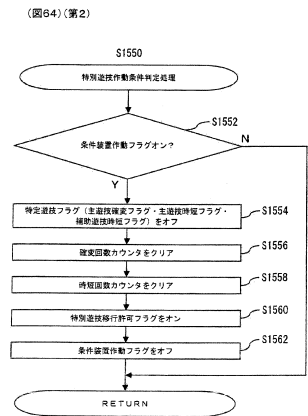 (図64)(第2)
S1550
特別遊技作動条件判定処理
S1552
条件装置作動フラグオン?
N
Y
特定遊技フラグ(主遊技確変フラグ・主遊技時短フラグ・
補助遊技時短フラグ)をオフ
S1554
確変回数カウンタをクリア
S1556
時短回数カウンタをクリア
S1558
特別遊技移行許可フラグをオン
S1560
条件装置作動フラグをオフ
S1562
RETURN